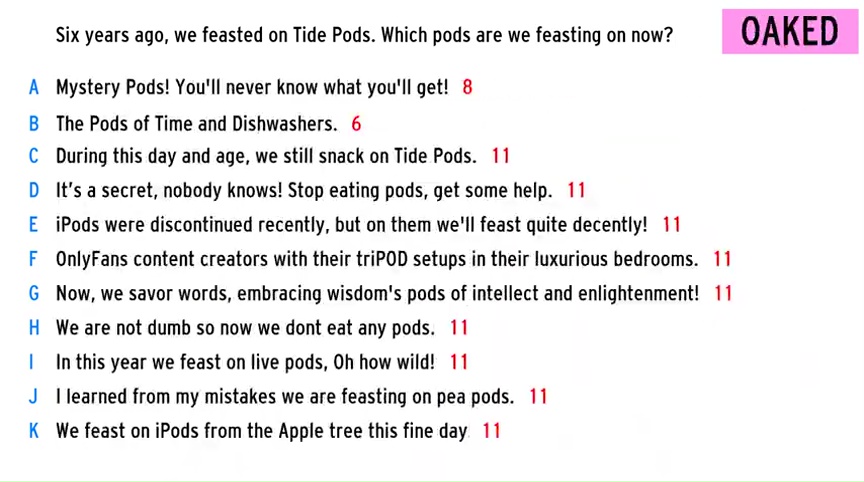 Six years ago, we feasted on Tide Pods. Which pods are we feasting on now?
OAKED
A Mystery Pods! You'll never know what you'll get! 8
B The Pods of Time and Dishwashers. 6
C During this day and age, we still snack on Tide Pods. 11
D It's a secret, nobody knows! Stop eating pods, get some help. 11
E iPods were discontinued recently, but on them we'll feast quite decently! 11
F OnlyFans content creators with their triPOD setups in their luxurious bedrooms. 11
G Now, we savor words, embracing wisdom's pods of intellect and enlightenment! 11
H We are not dumb so now we dont eat any pods. 11
I In this year we feast on live pods, Oh how wild! 11
J I learned from my mistakes we are feasting on pea pods. 11
K We feast on iPods from the Apple tree this fine day 11